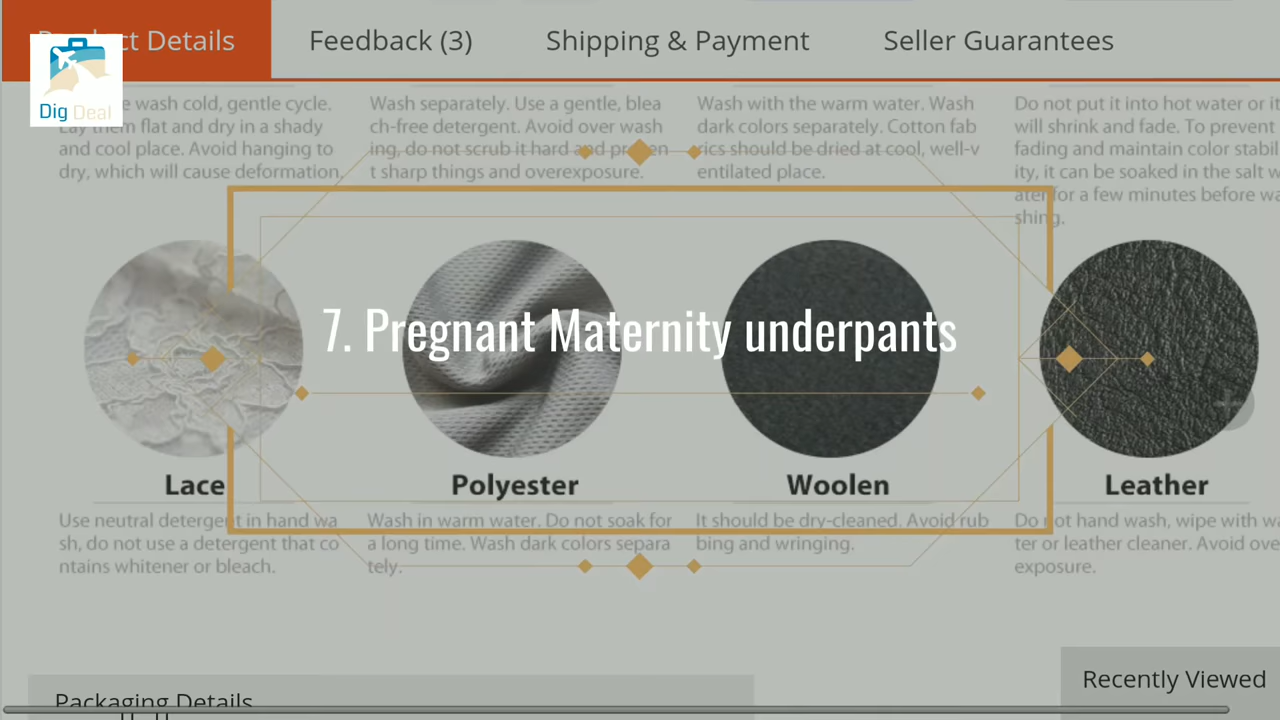 Product Details
Feedback (3)
Shipping & Payment
Seller Guarantees
Dig Deal
wash cold, gentle cycle.
Lay them flat and dry in a shady
and cool place. Avoid hanging to
dry, which will cause deformation.
Wash separately. Use a gentle, blea
ch-free detergent. Avoid over wash
ing, do not scrub it hard and preven
t sharp things and overexposure.
Wash with the warm water. Wash
dark colors separately. Cotton fab
rics should be dried at cool, well-v
entilated place.
Do not put it into hot water or it
will shrink and fade. To prevent
fading and maintain color stabil
ity, it can be soaked in the salt w
ater for a few minutes before wa
shing.
7. Pregnant Maternity underpants
Lace
Polyester
Woolen
Leather
Use neutral detergent in hand wa
sh, do not use a detergent that co
ntains whitener or bleach.
Wash in warm water. Do not soak for
a long time. Wash dark colors separa
tely.
It should be dry-cleaned. Avoid rub
bing and wringing.
Do not hand wash, wipe with wa
ter or leather cleaner. Avoid ove
exposure.
Packaging Details
Recently Viewed